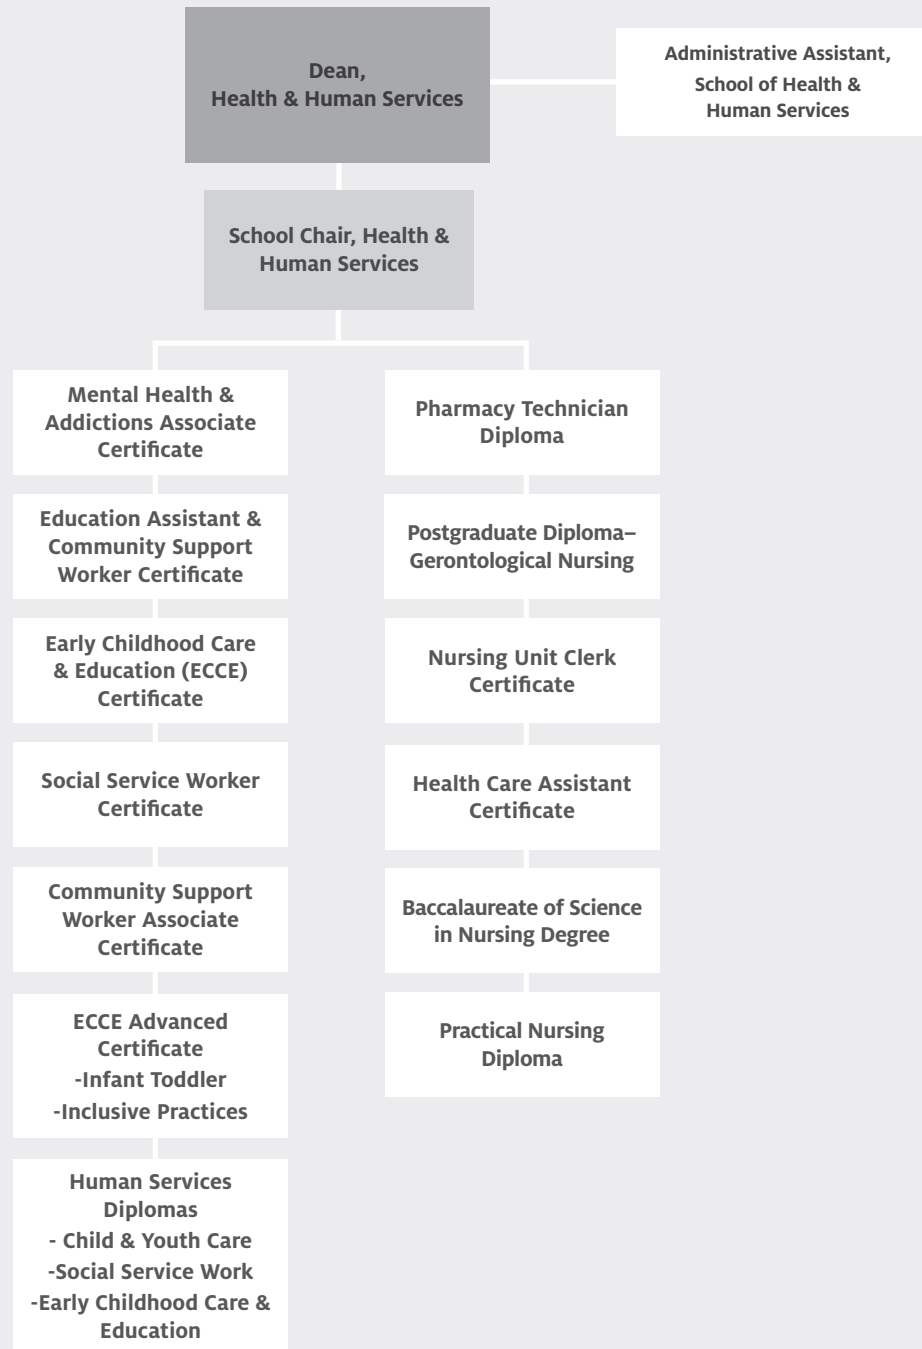 Dean,
Health & Human Services
Administrative Assistant,
School of Health &
Human Services
School Chair, Health &
Human Services
Mental Health &
Addictions Associate
Certificate
Education Assistant &
Community Support
Worker Certificate
Early Childhood Care
& Education (ECCE)
Certificate
Social Service Worker
Certificate
Community Support
Worker Associate
Certificate
ECCE Advanced
Certificate
-Infant Toddler
-Inclusive Practices
Human Services
Diplomas
- Child & Youth Care
-Social Service Work
-Early Childhood Care &
Education
Pharmacy Technician
Diploma
Postgraduate Diploma–
Gerontological Nursing
Nursing Unit Clerk
Certificate
Health Care Assistant
Certificate
Baccalaureate of Science
in Nursing Degree
Practical Nursing
Diploma